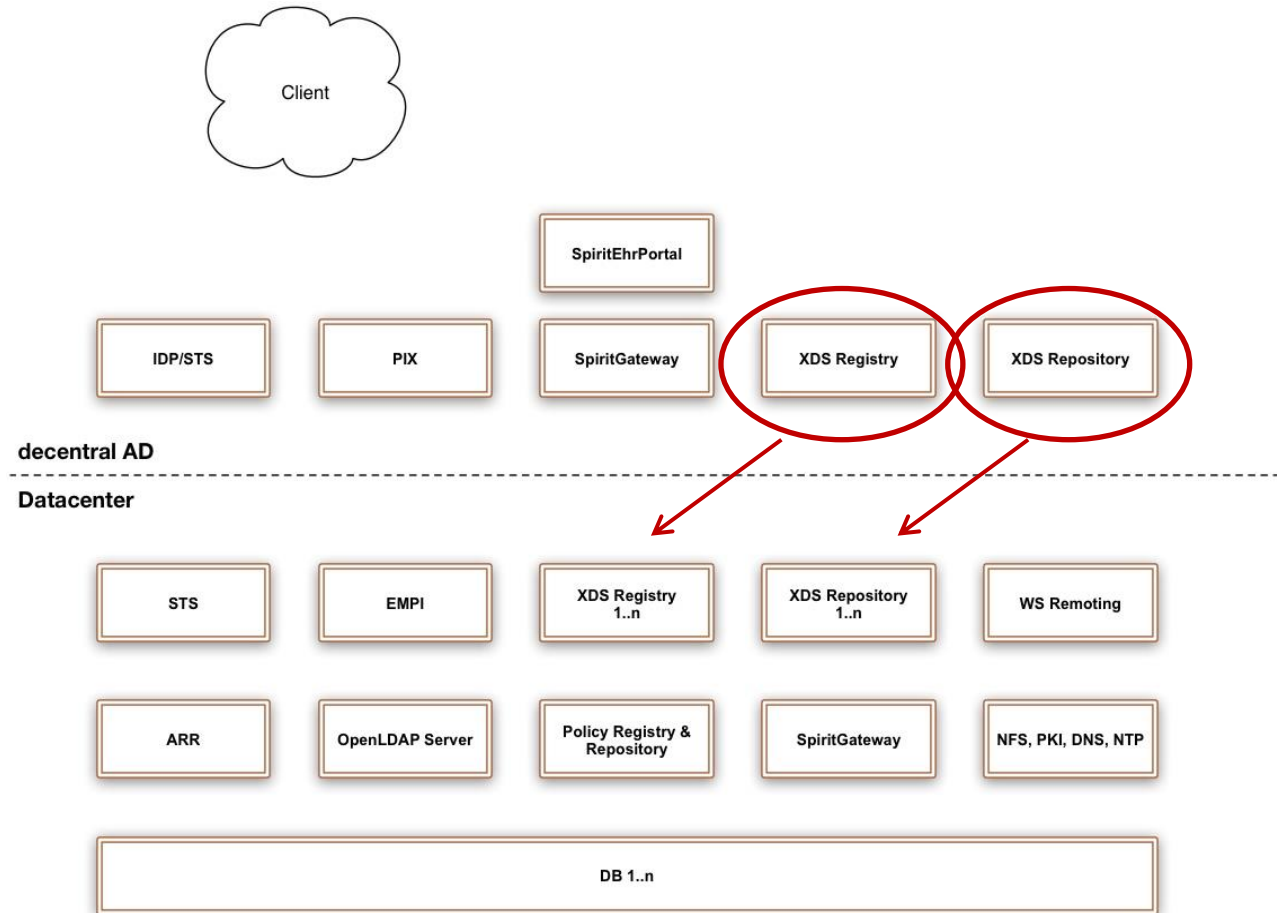 Client
SpiritEhrPortal
IDP/STS
PIX
SpiritGateway
XDS Registry
XDS Repository
decentral AD
Datacenter
STS
EMPI
XDS Registry
1..n
XDS Repository
1..n
WS Remoting
ARR
OpenLDAP Server
Policy Registry &
Repository
SpiritGateway
NFS, PKI, DNS, NTP
DB 1..n